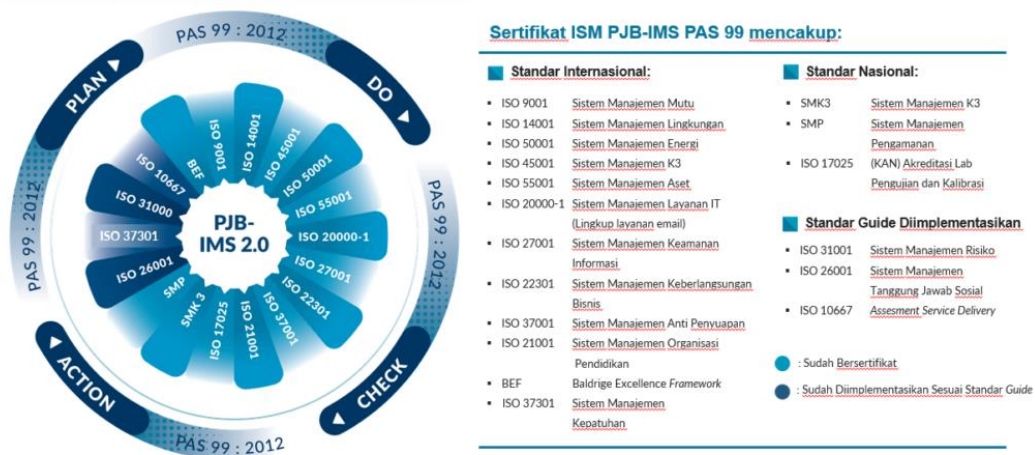 PAS 99 : 2012
PLAN
DO
PAS 99 : 2012
PAS 99 : 2012
ACTION
CHECK
PAS 99 : 2012
PJB-
IMS 2.0
BEF
ISO 9001
ISO 14001
ISO 45001
ISO 50001
ISO 55001
ISO 20000-1
ISO 27001
ISO 22301
ISO 37001
ISO 21001
ISO 17025
SMK 3
SMP
ISO 26001
ISO 37301
ISO 31000
ISO 10667
Sertifikat ISM PJB-IMS PAS 99 mencakup:
Standar Internasional:
ISO 9001 Sistem Manajemen Mutu
ISO 14001 Sistem Manajemen Lingkungan
ISO 50001 Sistem Manajemen Energi
ISO 45001 Sistem Manajemen K3
ISO 55001 Sistem Manajemen Aset
ISO 20000-1 Sistem Manajemen Layanan IT
(Lingkup layanan email)
ISO 27001 Sistem Manajemen Keamanan
Informasi
ISO 22301 Sistem Manajemen Keberlangsungan
Bisnis
ISO 37001 Sistem Manajemen Anti Penyuapan
ISO 21001 Sistem Manajemen Organisasi
Pendidikan
BEF Baldrige Excellence Framework
ISO 37301 Sistem Manajemen
Kepatuhan
Standar Nasional:
SMK3 Sistem Manajemen K3
SMP Sistem Manajemen
Pengamanan
ISO 17025 (KAN) Akreditasi Lab
Pengujian dan Kalibrasi
Standar Guide Diimplementasikan
ISO 31001 Sistem Manajemen Risiko
ISO 26001 Sistem Manajemen
Tanggung Jawab Sosial
ISO 10667 Assesment Service Delivery
: Sudah Bersertifikat
: Sudah Diimplementasikan Sesuai Standar Guide